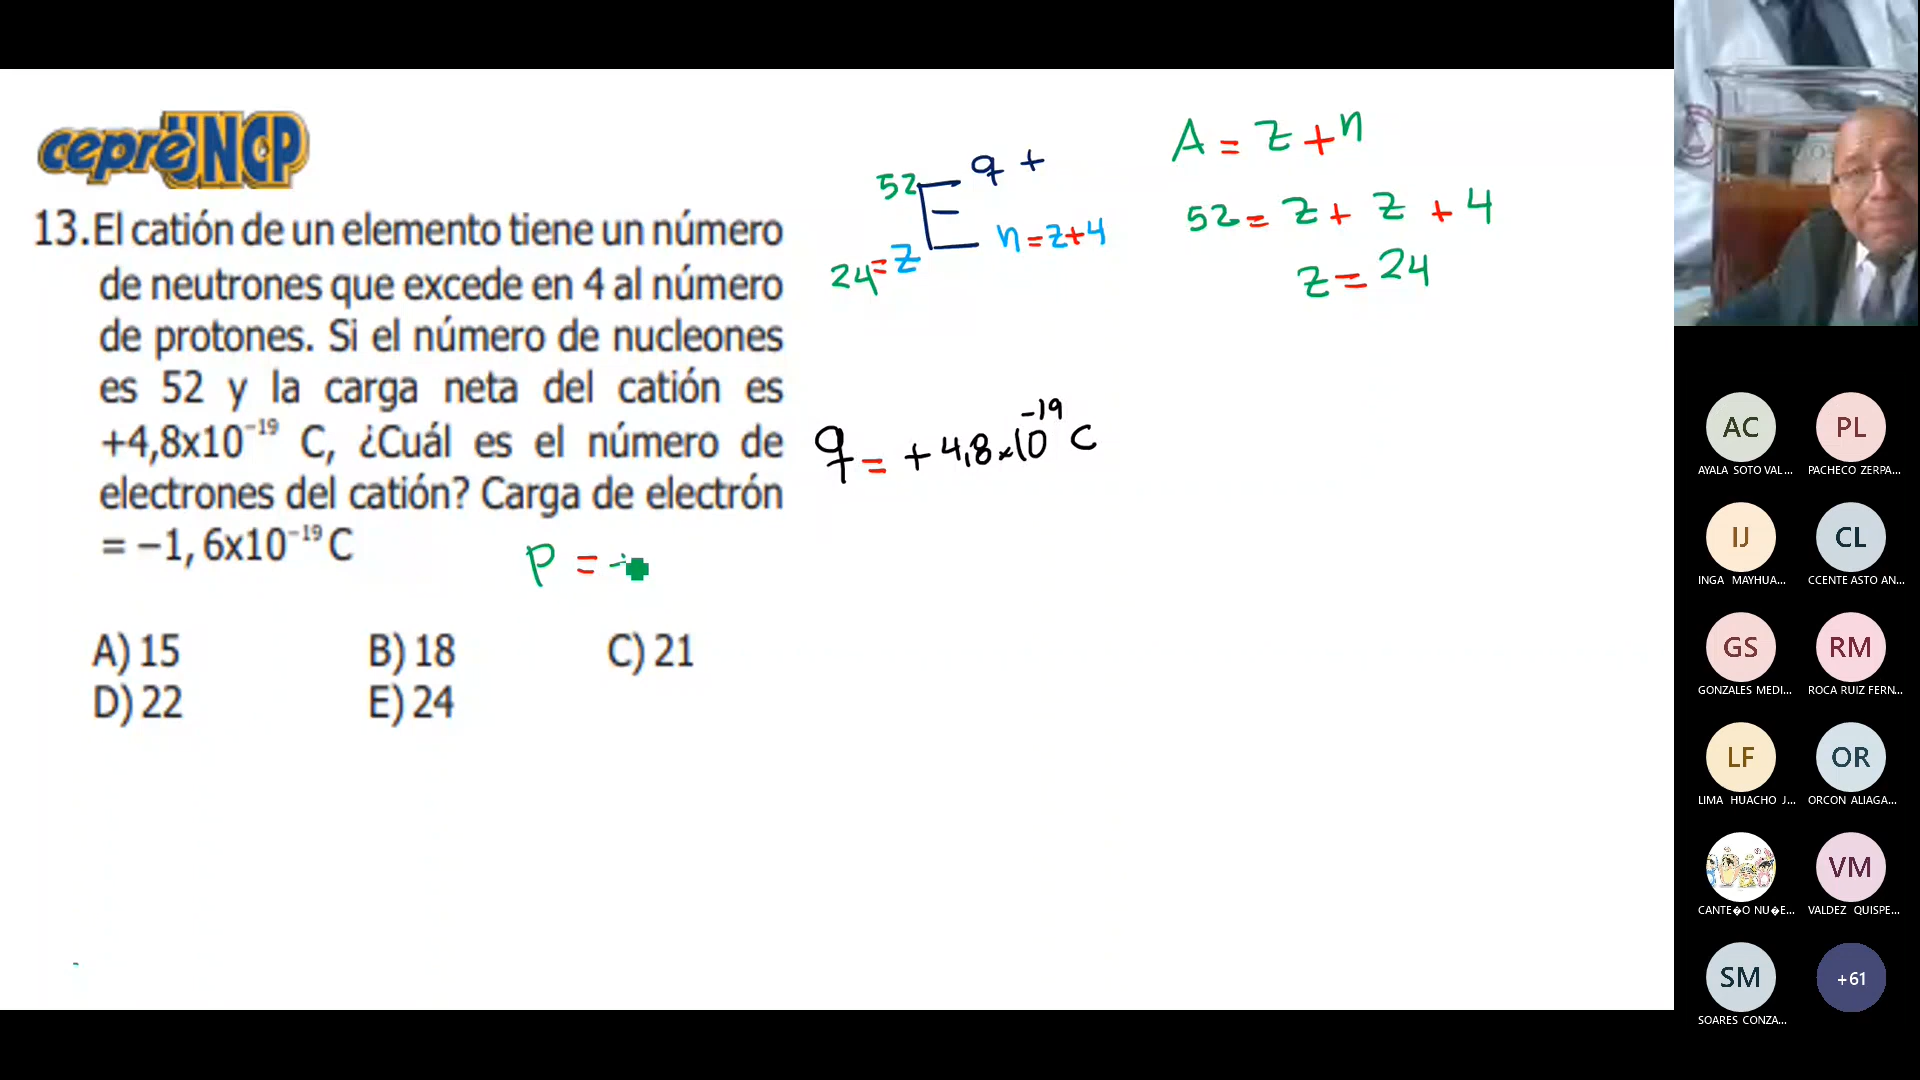 cepreUNCP
13. El catión de un elemento tiene un número
de neutrones que excede en 4 al número
de protones. Si el número de nucleones
es 52 y la carga neta del catión es
+4,8x10⁻¹⁹ C, ¿Cuál es el número de
electrones del catión? Carga de electrón
= −1, 6x10⁻¹⁹ C
P = +
A) 15
B) 18
C) 21
D) 22
E) 24
52 E q +
24 = Z
n = z + 4
A = Z + n
52 = Z + Z + 4
Z = 24
q = + 4,8 x 10⁻¹⁹ C
AC
AYALA SOTO VAL...
PL
PACHECO ZERPA...
IJ
INGA MAYHUA...
CL
CCENTE ASTO AN...
GS
GONZALES MEDI...
RM
ROCA RUIZ FERN...
LF
LIMA HUACHO J...
OR
ORCON ALIAGA...
CANTE�O NU�E...
VM
VALDEZ QUISPE...
SM
SOARES CONZA...
+61